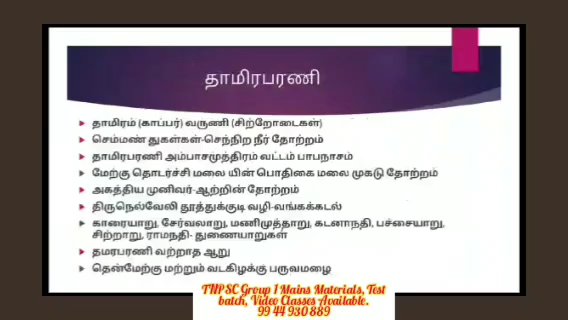 தாமிரபரணி
தாமிரம் (காப்பர்) வருணி (சிற்றோடைகள்)
செம்மண் துகள்கள்-செந்நிற நீர் தோற்றம்
தாமிரபரணி அம்பாசமுத்திரம் வட்டம் பாபநாசம்
மேற்கு தொடர்ச்சி மலை யின் பொதிகை மலை முகடு தோற்றம்
அகத்திய முனிவர்-ஆற்றின் தோற்றம்
திருநெல்வேலி தூத்துக்குடி வழி-வங்கக்கடல்
காரையாறு, சேர்வலாறு, மணிமுத்தாறு, கடனாநதி, பச்சையாறு,
சிற்றாறு, ராமநதி- துணையாறுகள்
தமரபரணி வற்றாத ஆறு
தென்மேற்கு மற்றும் வடகிழக்கு பருவமழை
TNPSC Group 1 Mains Materials, Test
batch, Video Classes Available.
99 44 930 889